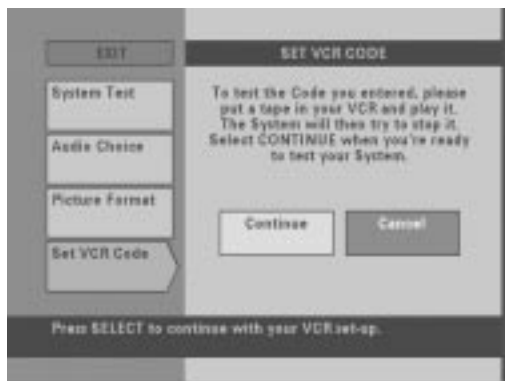 EXIT
SET VCR CODE
System Test
Audio Choice
Picture Format
Set VCR Code
To test the Code you entered, please
put a tape in your VCR and play it.
The System will then try to stop it.
Select CONTINUE when you're ready
to test your System.
Continue
Cancel
Press SELECT to continue with your VCR set-up.